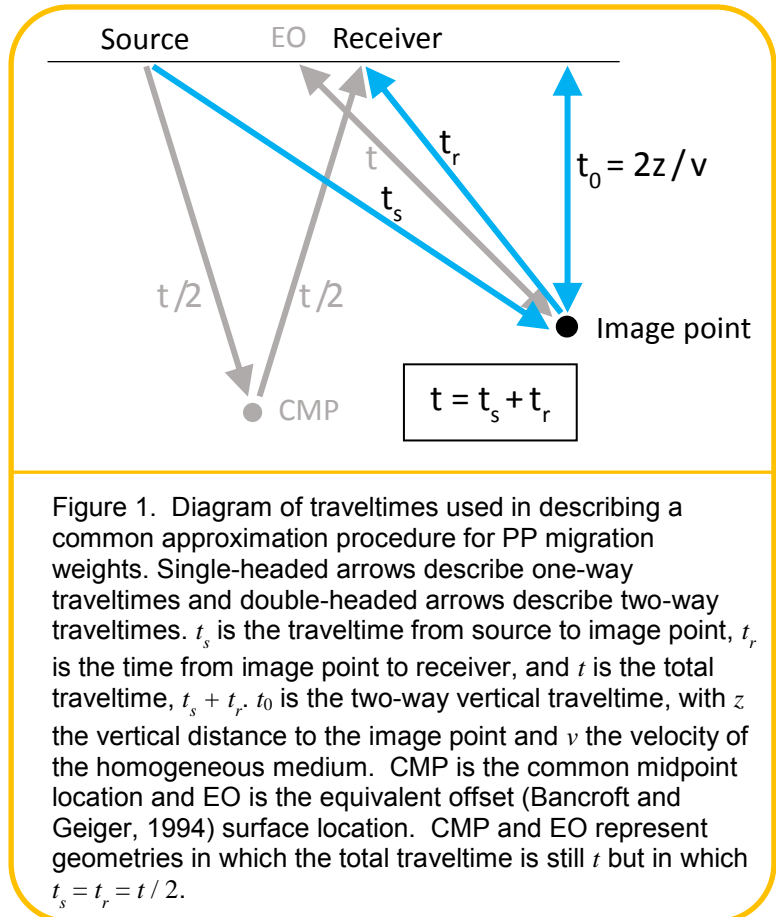 Source EO Receiver
t
t_r
t_s
t_0 = 2z / v
t /2 t /2
Image point
CMP
t = t_s + t_r
Figure 1. Diagram of traveltimes used in describing a
common approximation procedure for PP migration
weights. Single-headed arrows describe one-way
traveltimes and double-headed arrows describe two-way
traveltimes. t_s is the traveltime from source to image point, t_r
is the time from image point to receiver, and t is the total
traveltime, t_s + t_r. t_0 is the two-way vertical traveltime, with z
the vertical distance to the image point and v the velocity of
the homogeneous medium. CMP is the common midpoint
location and EO is the equivalent offset (Bancroft and
Geiger, 1994) surface location. CMP and EO represent
geometries in which the total traveltime is still t but in which
t_s = t_r = t / 2.